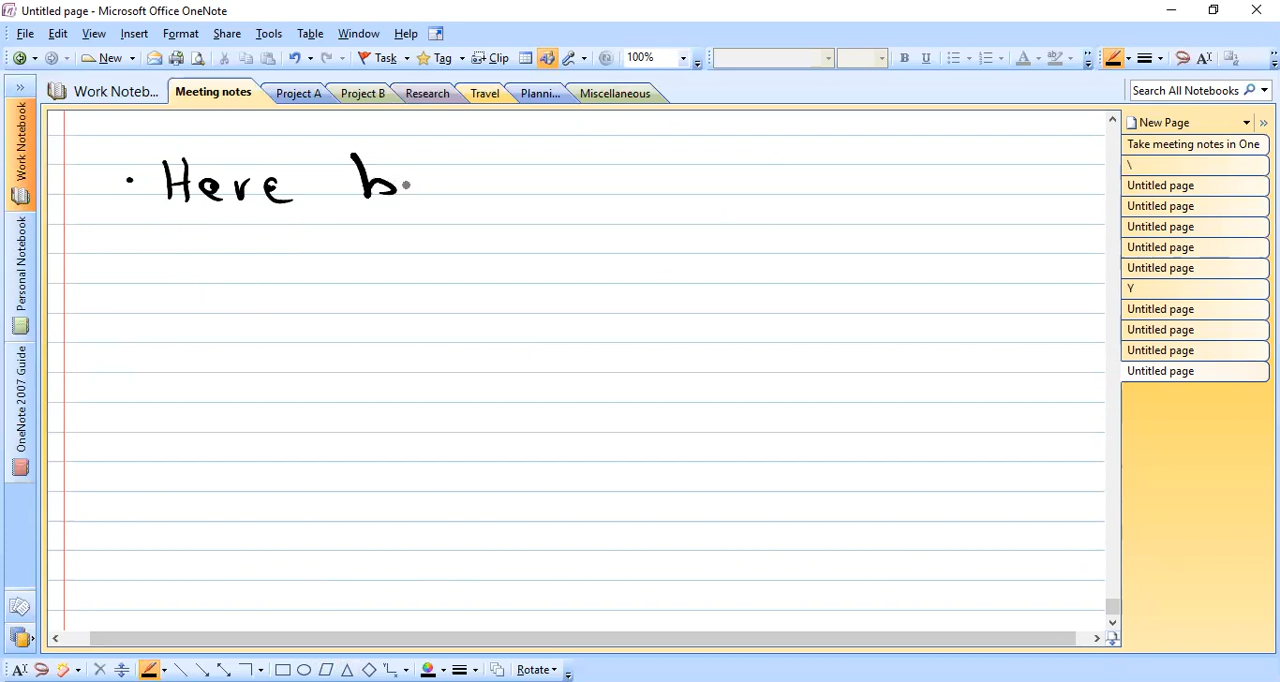 Untitled page - Microsoft Office OneNote
File Edit View Insert Format Share Tools Table Window Help
New Task Tag Clip 100% B U A ab A
Work Noteb... Meeting notes Project A Project B Research Travel Planni... Miscellaneous Search All Notebooks
Work Notebook
Personal Notebook
OneNote 2007 Guide
New Page
Take meeting notes in One
\
Untitled page
Untitled page
Untitled page
Untitled page
Untitled page
Y
Untitled page
Untitled page
Untitled page
Untitled page
· Here b
A Rotate